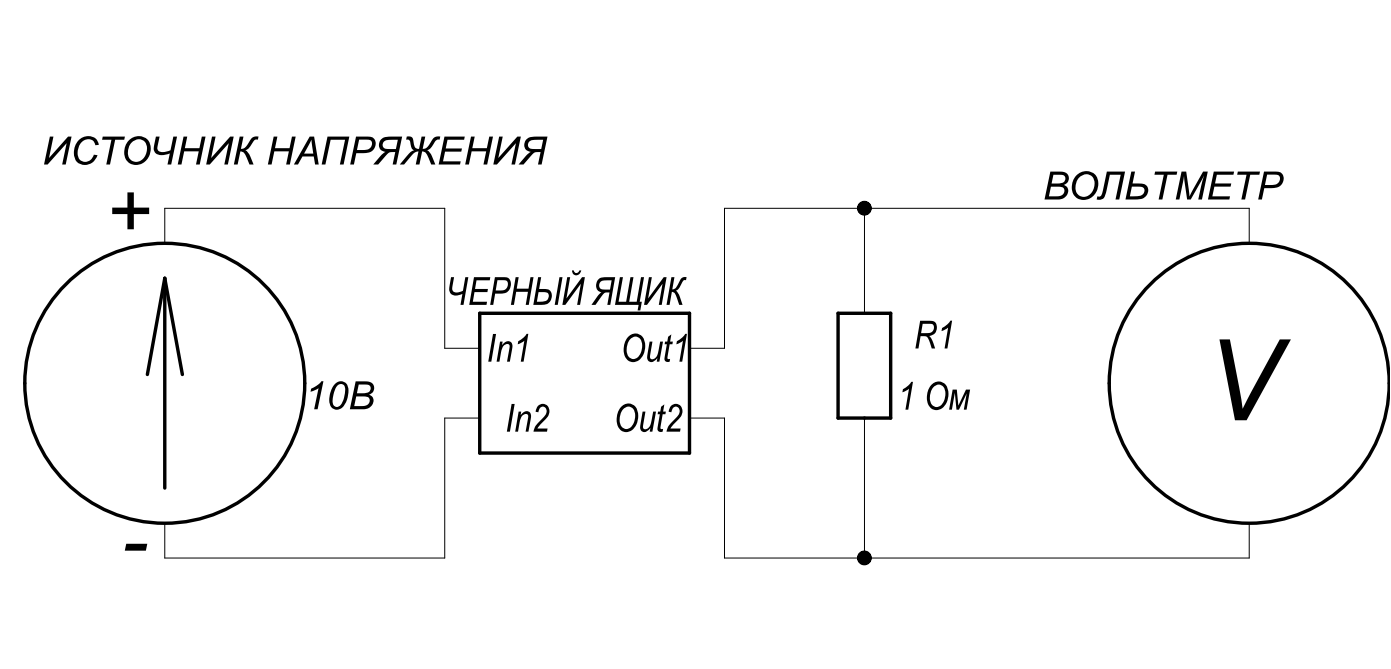 ИСТОЧНИК НАПРЯЖЕНИЯ
ВОЛЬТМЕТР
+
ЧЕРНЫЙ ЯЩИК
In1 Out1
R1
V
10В
1 Ом
In2 Out2
-